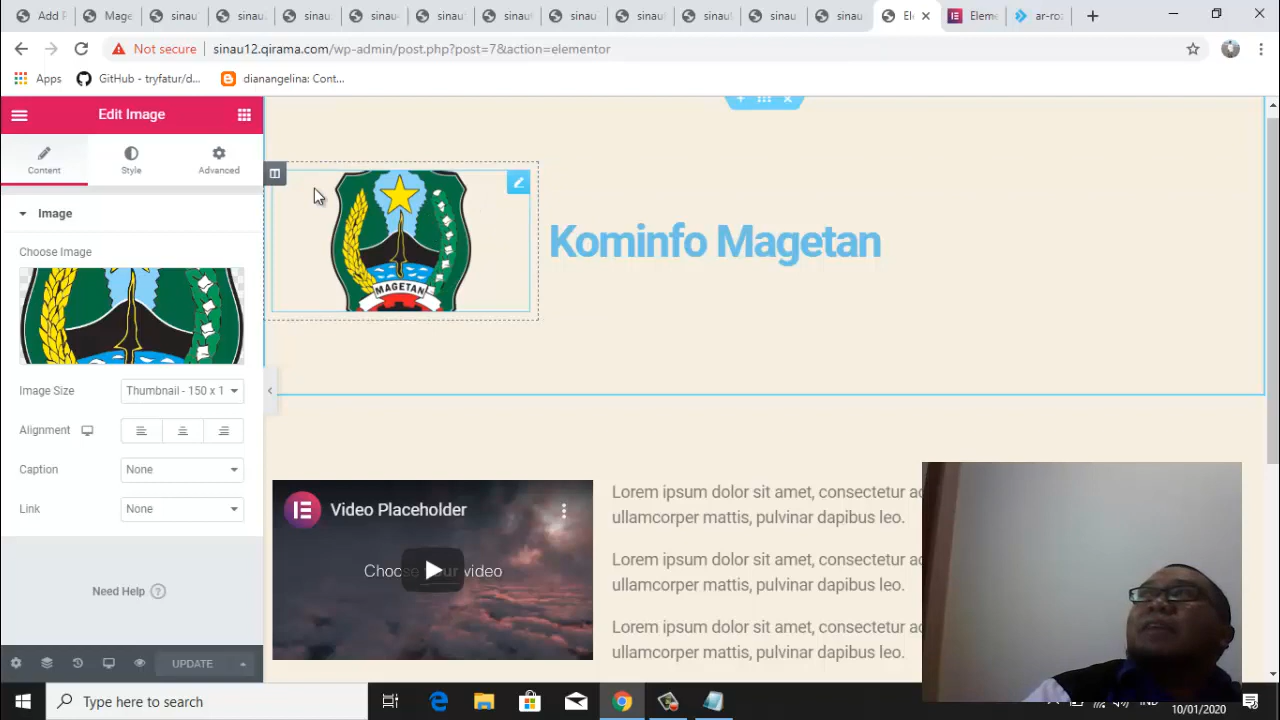 Add
Mage
sinau
sinau
sinau
sinau
sinau
sinau
sinau
sinau
sinau
sinau
sinau
El
Eleme
ar-ro
Not secure
sinau12.qirama.com/wp-admin/post.php?post=7&action=elementor
Apps
GitHub - tryfatur/d...
dianangelina: Cont...
Edit Image
Content
Style
Advanced
Image
Choose Image
Image Size
Thumbnail - 150 x 1
Alignment
Caption
None
Link
None
Need Help
UPDATE
MAGETAN
Kominfo Magetan
Video Placeholder
Choose your video
Lorem ipsum dolor sit amet, consectetur ac
ullamcorper mattis, pulvinar dapibus leo.
Lorem ipsum dolor sit amet, consectetur ac
ullamcorper mattis, pulvinar dapibus leo.
Lorem ipsum dolor sit amet, consectetur ac
ullamcorper mattis, pulvinar dapibus leo.
Type here to search
10/01/2020